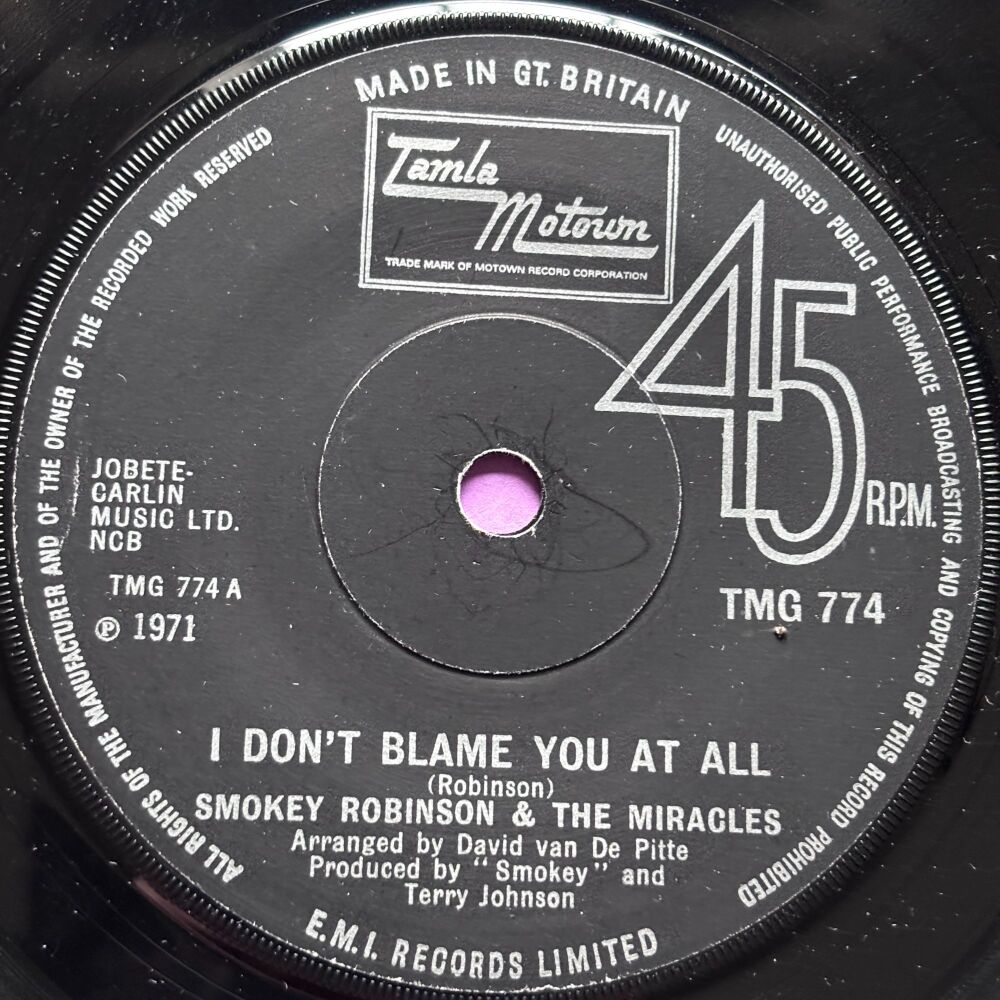 MADE IN GT. BRITAIN
Tamla
Motown
TRADE MARK OF MOTOWN RECORD CORPORATION
45
R.P.M.
JOBETE-
CARLIN
MUSIC LTD.
NCB
TMG 774 A
℗ 1971
TMG 774
I DON'T BLAME YOU AT ALL
(Robinson)
SMOKEY ROBINSON & THE MIRACLES
Arranged by David van De Pitte
Produced by "Smokey" and
Terry Johnson
E.M.I. RECORDS LIMITED
ALL RIGHTS OF THE MANUFACTURER AND OF THE OWNER OF THE RECORDED WORK RESERVED
UNAUTHORISED PUBLIC PERFORMANCE BROADCASTING AND COPYING OF THIS RECORD PROHIBITED